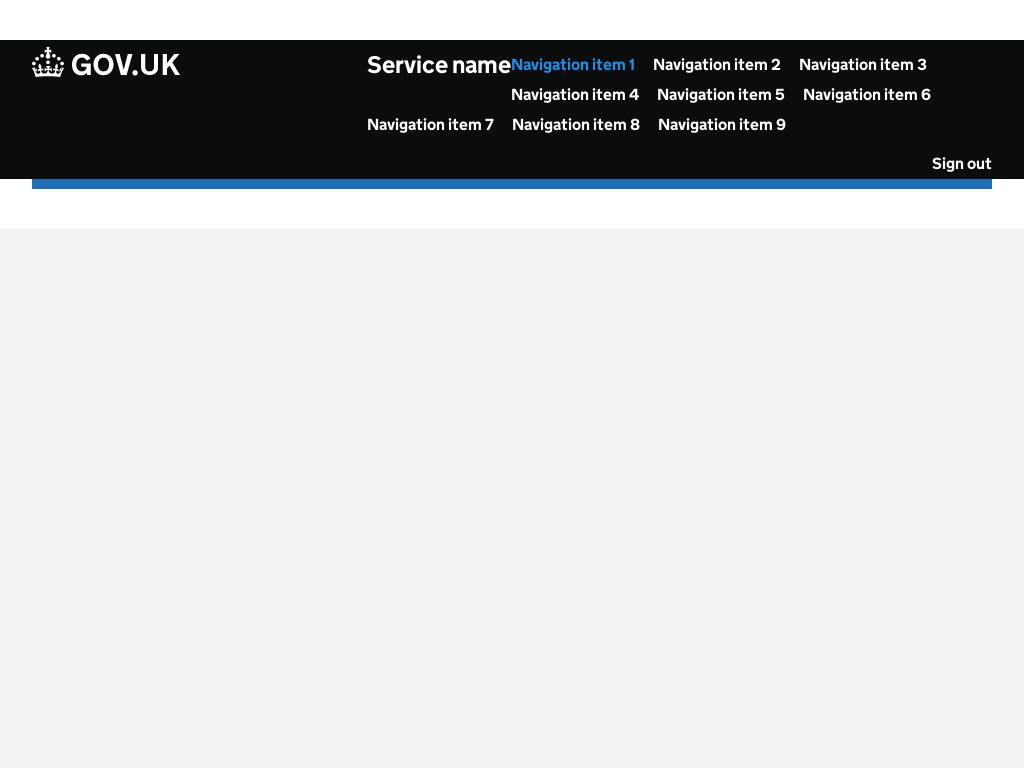 GOV.UK Service name Navigation item 1 Navigation item 2 Navigation item 3
Navigation item 4 Navigation item 5 Navigation item 6
Navigation item 7 Navigation item 8 Navigation item 9
Sign out